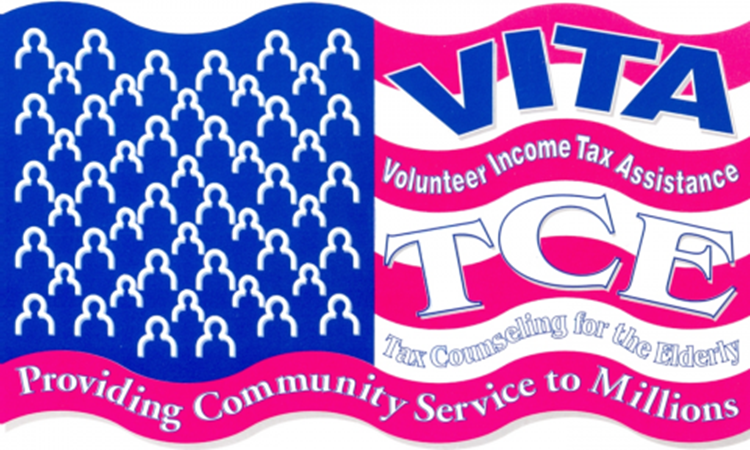 VITA
Volunteer Income Tax Assistance
TCE
Tax Counseling for the Elderly
Providing Community Service to Millions